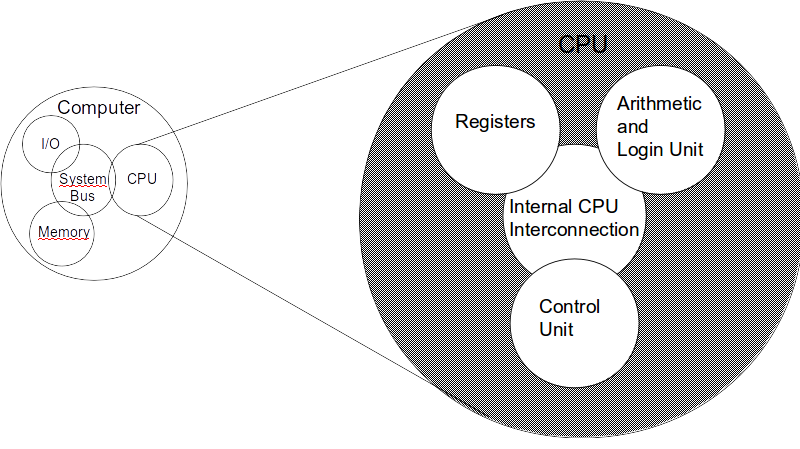 Computer
I/O
System
Bus
CPU
Memory
CPU
Registers
Arithmetic
and
Login Unit
Internal CPU
Interconnection
Control
Unit